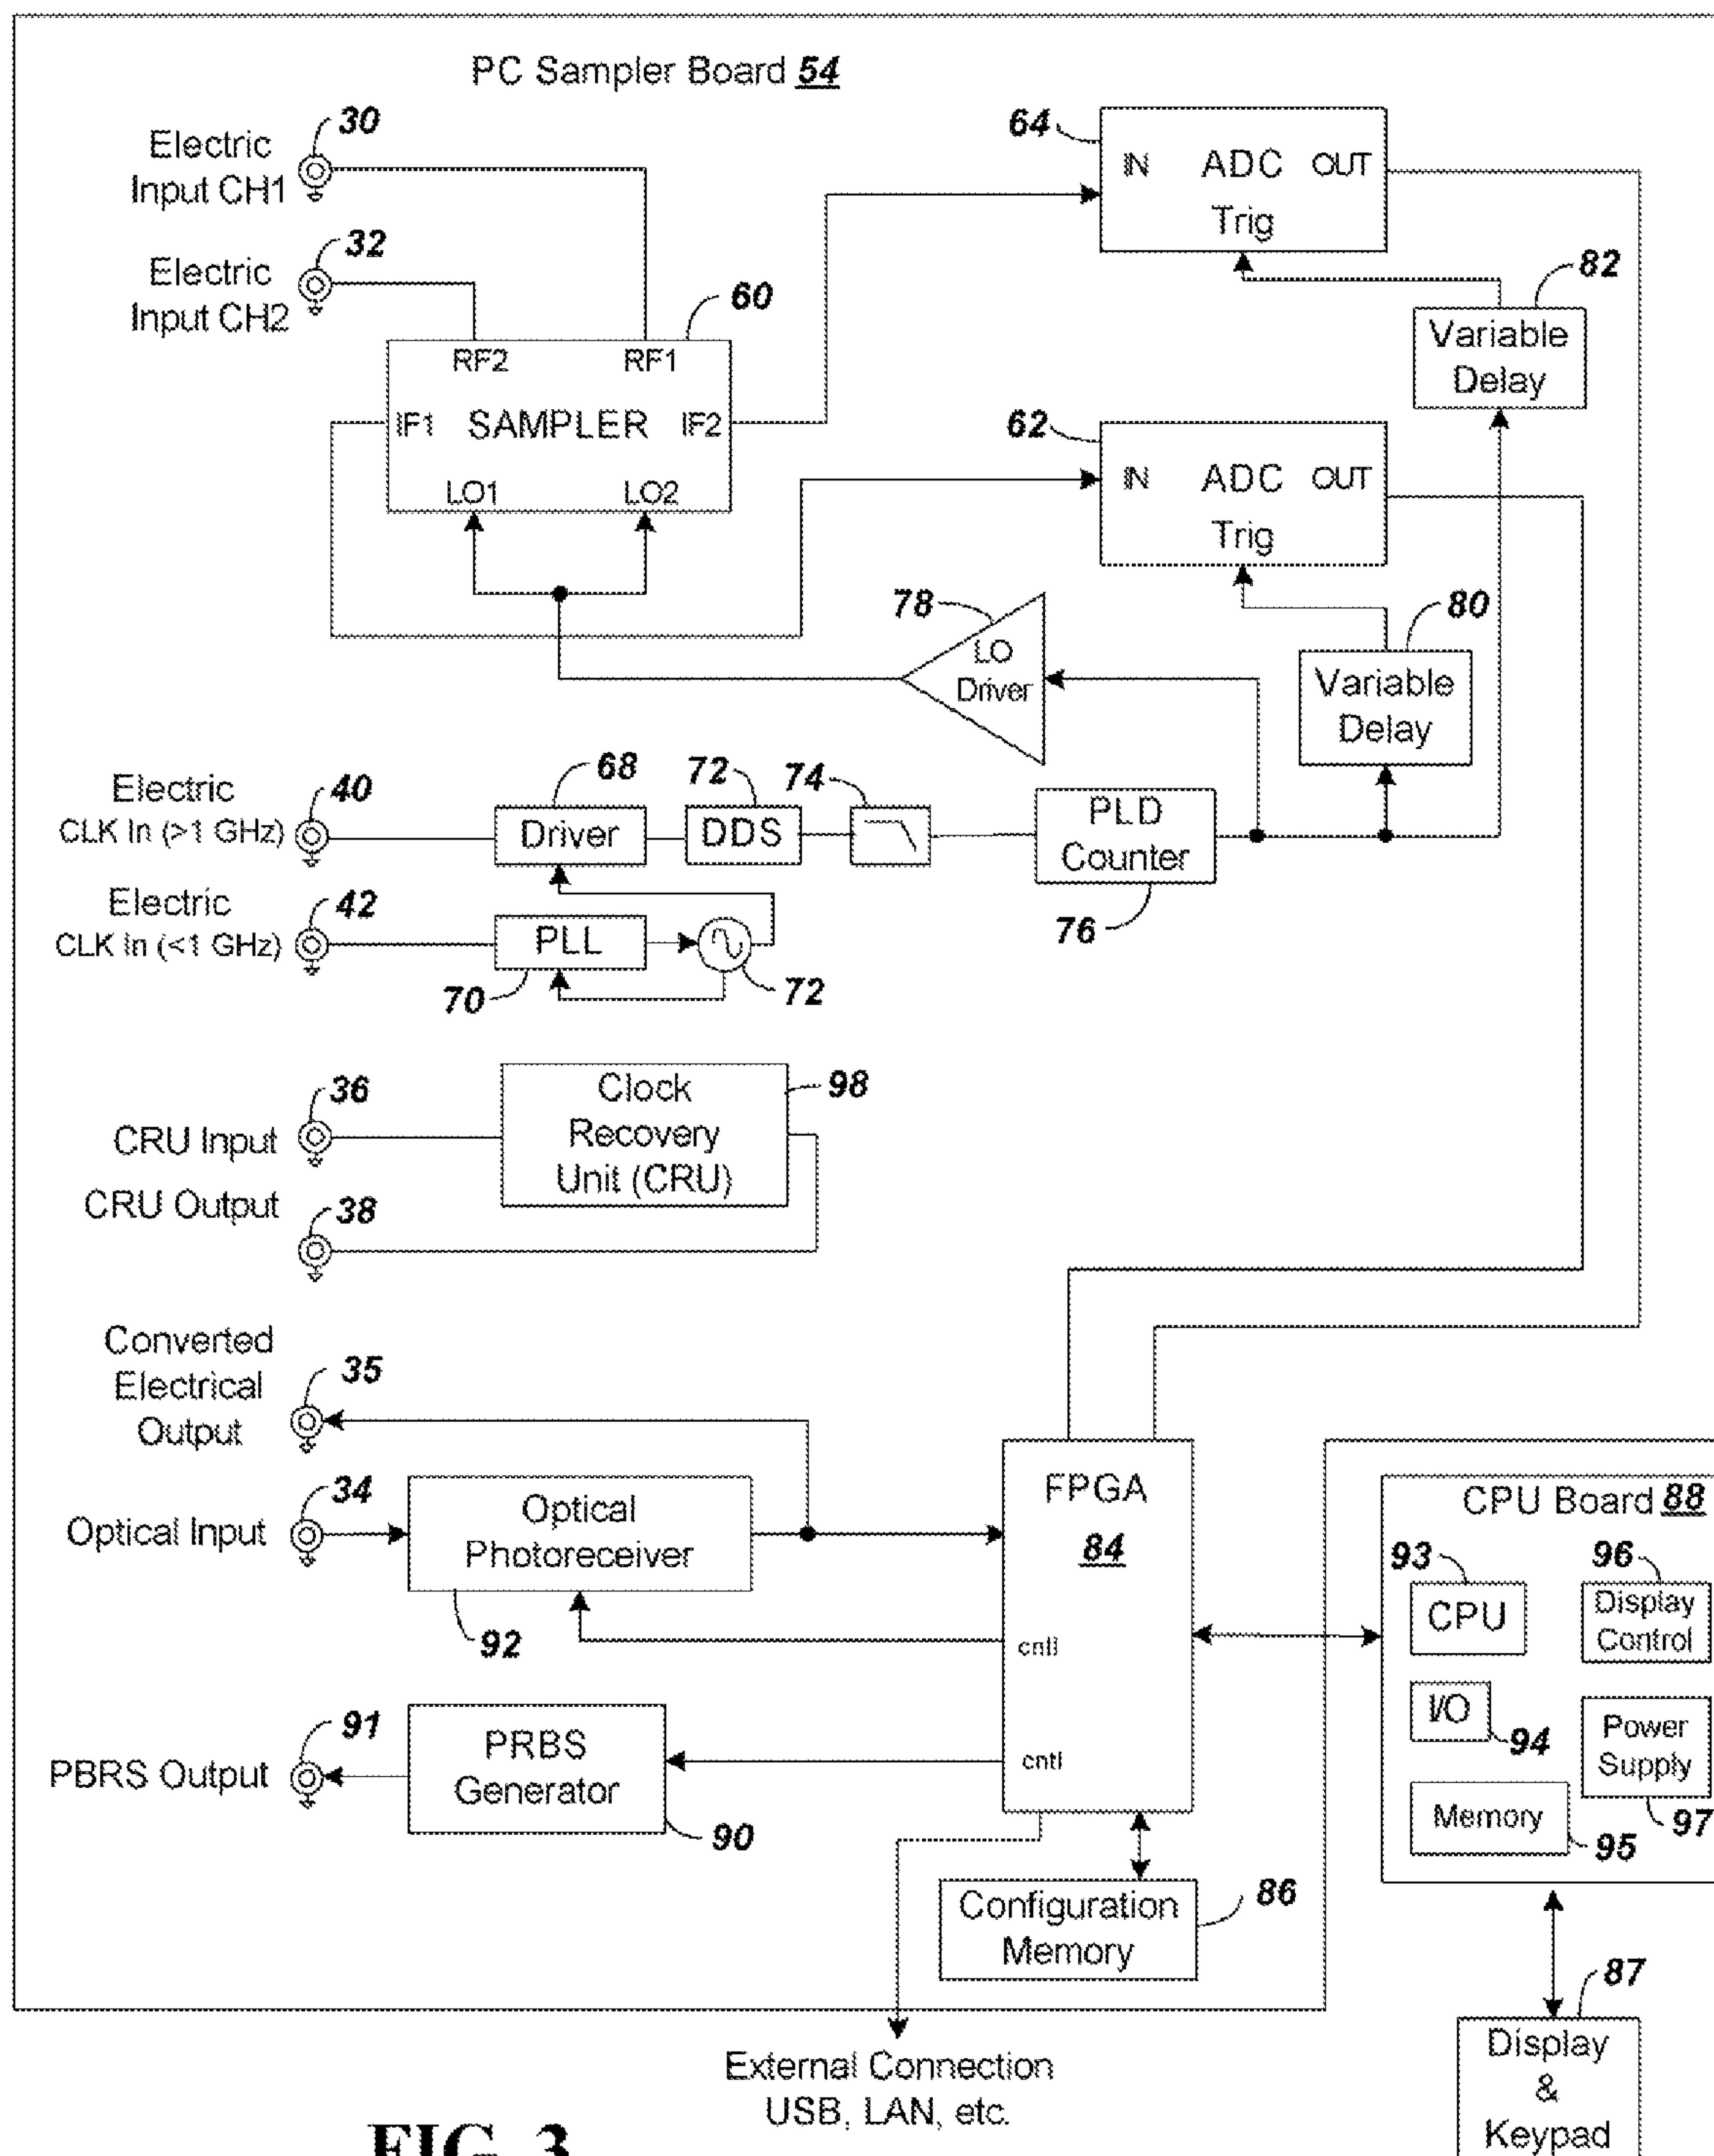 PC Sampler Board 54
Electric
Input CH1
30
Electric
Input CH2
32
60
RF2
RF1
IF1
SAMPLER
IF2
LO1
LO2
64
IN
ADC
OUT
Trig
82
Variable
Delay
62
IN
ADC
OUT
Trig
78
LO
Driver
80
Variable
Delay
Electric
CLK In (>1 GHz)
40
68
Driver
72
DDS
74
PLD
Counter
76
Electric
CLK In (<1 GHz)
42
PLL
70
72
36
CRU Input
Clock
Recovery
Unit (CRU)
98
CRU Output
38
Converted
Electrical
Output
35
34
Optical Input
Optical
Photoreceiver
92
FPGA
84
cntl
cntl
91
PBRS Output
PRBS
Generator
90
Configuration
Memory
86
CPU Board 88
93
CPU
96
Display
Control
I/O
94
Power
Supply
97
Memory
95
87
Display
&
Keypad
External Connection
USB, LAN, etc.
FIG. 3